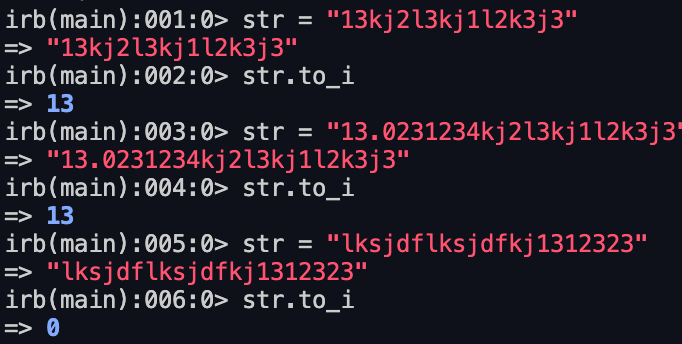 irb(main):001:0> str = "13kj2l3kj1l2k3j3"
=> "13kj2l3kj1l2k3j3"
irb(main):002:0> str.to_i
=> 13
irb(main):003:0> str = "13.0231234kj2l3kj1l2k3j3"
=> "13.0231234kj2l3kj1l2k3j3"
irb(main):004:0> str.to_i
=> 13
irb(main):005:0> str = "lksjdflksjdfkj1312323"
=> "lksjdflksjdfkj1312323"
irb(main):006:0> str.to_i
=> 0